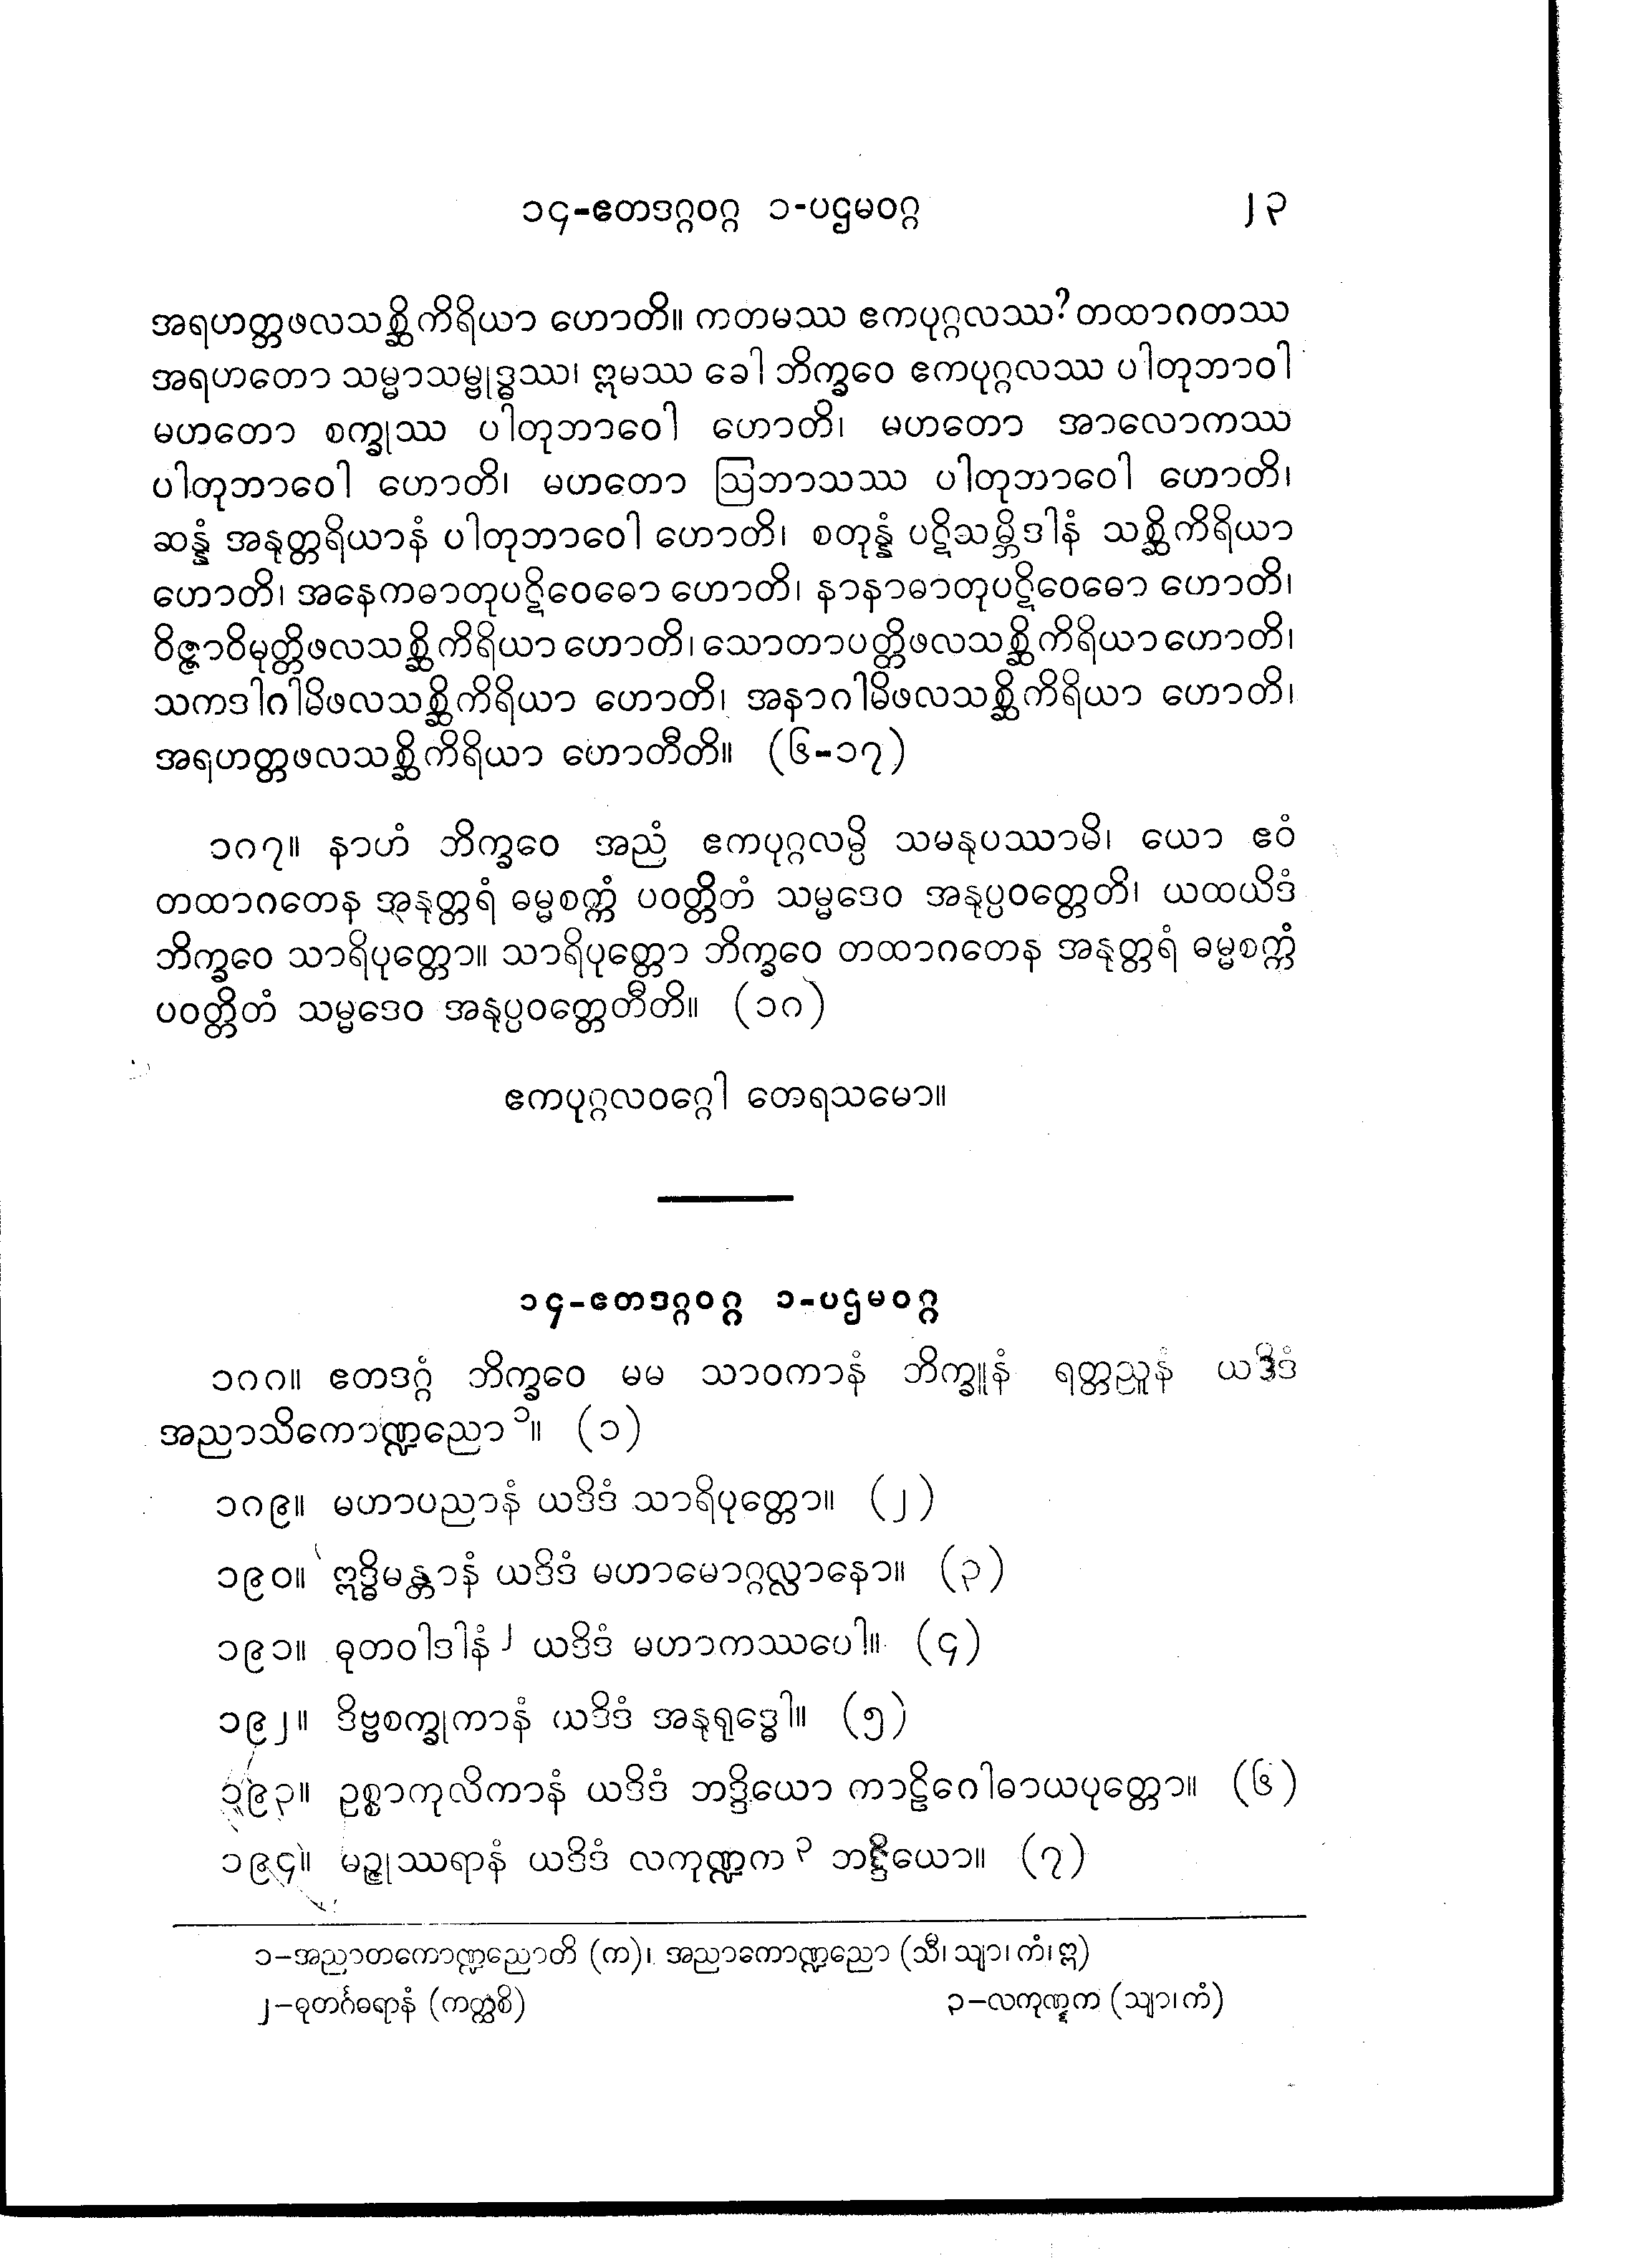 ၁၄-ဧတဒဂ္ဂဝဂ္ဂ ၁-ပဌမဝဂ္ဂ ၂၃
အရဟတ္တဖလသစ္ဆိကိရိယာ ဟောတိ။ ကတမဿ ဧကပုဂ္ဂလဿ? တထာဂတဿ
အရဟတော သမ္မာသမ္ဗုဒ္ဓဿ၊ ဣမဿ ခေါ ဘိက္ခဝေ ဧကပုဂ္ဂလဿ ပါတုဘာဝါ
မဟတော စက္ခုဿ ပါတုဘာဝေါ ဟောတိ၊ မဟတော အာလောကဿ
ပါတုဘာဝေါ ဟောတိ၊ မဟတော ဩဘာသဿ ပါတုဘာဝေါ ဟောတိ၊
ဆန္နံ အနုတ္တရိယာနံ ပါတုဘာဝေါ ဟောတိ၊ စတုန္နံ ပဋိသမ္ဘိဒါနံ သစ္ဆိကိရိယာ
ဟောတိ၊ အနေကဓာတုပဋိဝေဓော ဟောတိ၊ နာနာဓာတုပဋိဝေဓော ဟောတိ၊
ဝိဇ္ဇာဝိမုတ္တိဖလသစ္ဆိကိရိယာ ဟောတိ၊ သောတာပတ္တိဖလသစ္ဆိကိရိယာ ဟောတိ၊
သကဒါဂါမိဖလသစ္ဆိကိရိယာ ဟောတိ၊ အနာဂါမိဖလသစ္ဆိကိရိယာ ဟောတိ၊
အရဟတ္တဖလသစ္ဆိကိရိယာ ဟောတီတိ။ (၆-၁၇)
၁၈၇။ နာဟံ ဘိက္ခဝေ အညံ ဧကပုဂ္ဂလမ္ပိ သမနုပဿာမိ၊ ယော ဧဝံ
တထာဂတေန အနုတ္တရံ ဓမ္မစက္ကံ ပဝတ္တိတံ သမ္မဒေဝ အနုပ္ပဝတ္တေတိ၊ ယထယိဒံ
ဘိက္ခဝေ သာရိပုတ္တော။ သာရိပုတ္တော ဘိက္ခဝေ တထာဂတေန အနုတ္တရံ ဓမ္မစက္ကံ
ပဝတ္တိတံ သမ္မဒေဝ အနုပ္ပဝတ္တေတီတိ။ (၁၈)
ဧကပုဂ္ဂလဝဂ္ဂေါ တေရသမော။
၁၄-ဧတဒဂ္ဂဝဂ္ဂ ၁-ပဌမဝဂ္ဂ
၁၈၈။ ဧတဒဂ္ဂံ ဘိက္ခဝေ မမ သာဝကာနံ ဘိက္ခူနံ ရတ္တညူနံ ယဒိဒံ
အညာသိကောဏ္ဍညော ၁။ (၁)
၁၈၉။ မဟာပညာနံ ယဒိဒံ သာရိပုတ္တော။ (၂)
၁၉၀။ ဣဒ္ဓိမန္တာနံ ယဒိဒံ မဟာမောဂ္ဂလ္လာနော။ (၃)
၁၉၁။ ဓုတဝါဒါနံ ၂ ယဒိဒံ မဟာကဿပေါ။ (၄)
၁၉၂။ ဒိဗ္ဗစက္ခုကာနံ ယဒိဒံ အနုရုဒ္ဓေါ။ (၅)
၁၉၃။ ဥစ္စာကုလိကာနံ ယဒိဒံ ဘဒ္ဒိယော ကာဠိဂေါဓာယပုတ္တော။ (၆)
၁၉၄။ မဉ္ဇုဿရာနံ ယဒိဒံ လကုဏ္ဍက ၃ ဘဒ္ဒိယော။ (၇)
၁-အညာတကောဏ္ဍညောတိ (က)၊ အညာကောဏ္ဍညော (သီ၊ သျာ၊ ကံ၊ ဣ)
၂-ဓုတင်္ဂဓရာနံ (ကတ္ထစိ) ၃-လကုဏ္ဋက (သျာ၊ ကံ)